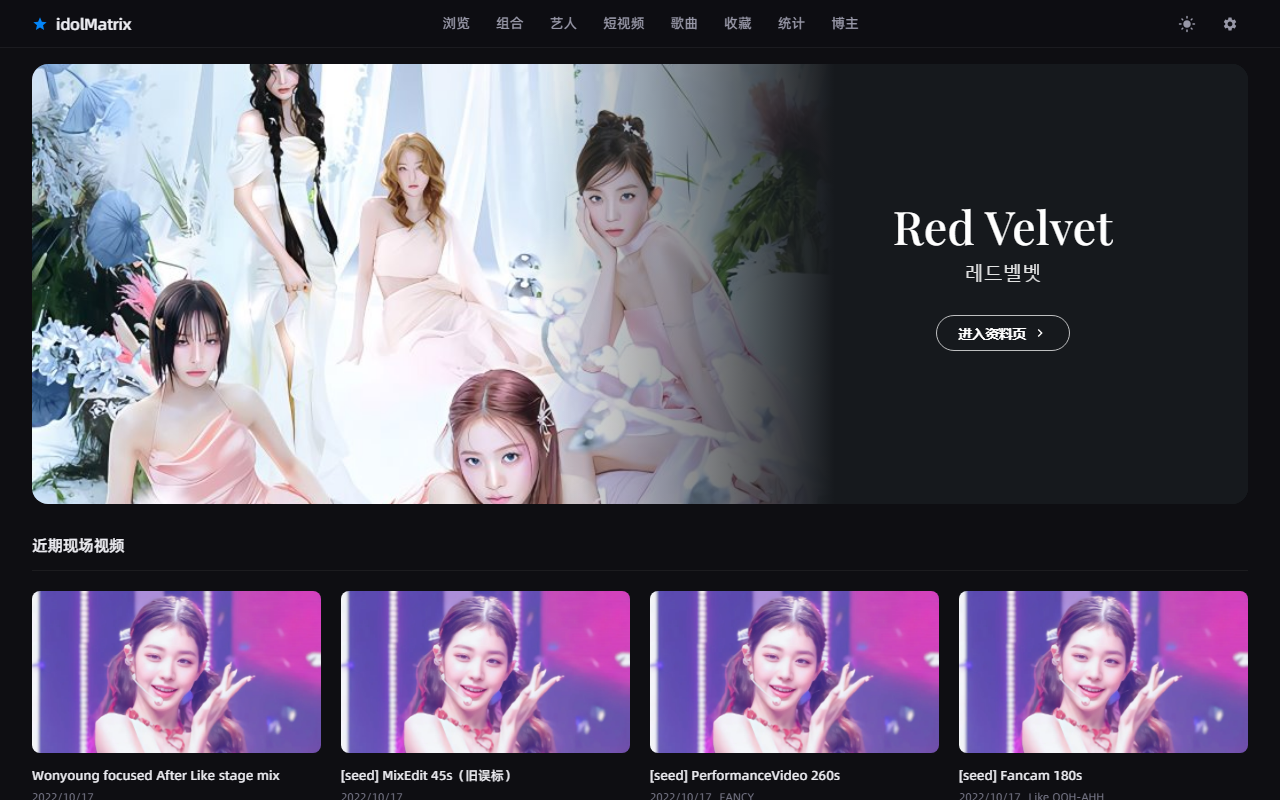 idolMatrix
浏览 组合 艺人 短视频 歌曲 收藏 统计 博主
Red Velvet
레드벨벳
进入资料页
近期现场视频
Wonyoung focused After Like stage mix
[seed] MixEdit 45s（旧误标）
[seed] PerformanceVideo 260s
[seed] Fancam 180s
2022/10/17
2022/10/17
2022/10/17 FANCY
2022/10/17 Like OOH-AHH